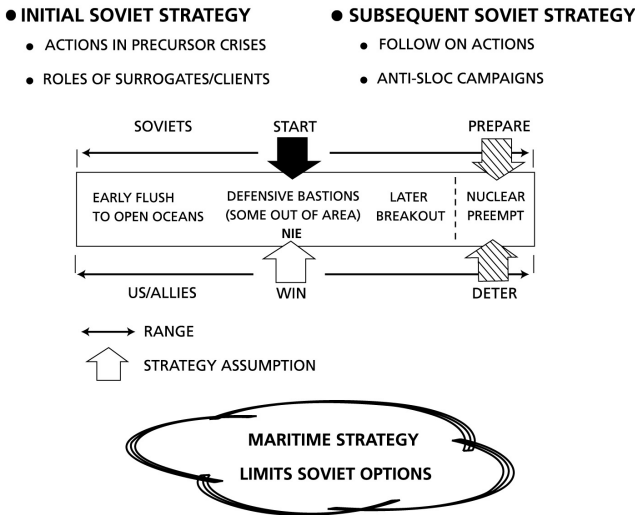 ● INITIAL SOVIET STRATEGY
● ACTIONS IN PRECURSOR CRISES
● ROLES OF SURROGATES/CLIENTS
● SUBSEQUENT SOVIET STRATEGY
● FOLLOW ON ACTIONS
● ANTI-SLOC CAMPAIGNS
SOVIETS START PREPARE
EARLY FLUSH
TO OPEN OCEANS
DEFENSIVE BASTIONS
(SOME OUT OF AREA)
NIE
LATER
BREAKOUT
NUCLEAR
PREEMPT
US/ALLIES WIN DETER
RANGE
STRATEGY ASSUMPTION
MARITIME STRATEGY
LIMITS SOVIET OPTIONS